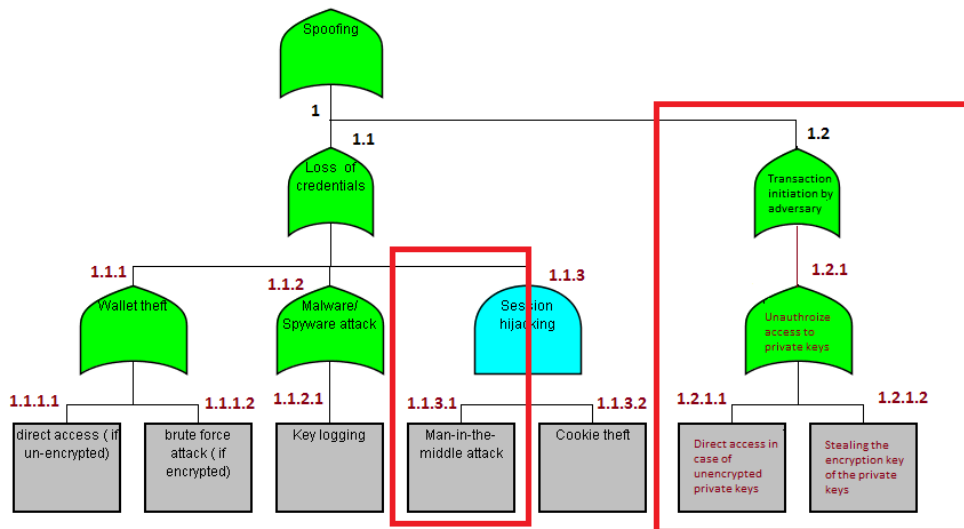 Spoofing
1
1.1
1.2
Loss of
credentials
Transaction
initiation by
adversary
1.1.1
1.1.2
1.1.3
1.2.1
Wallet theft
Malware/
Spyware attack
Session
hijacking
Unauthroize
access to
private keys
1.1.1.1
1.1.1.2
1.1.2.1
1.1.3.1
1.1.3.2
1.2.1.1
1.2.1.2
direct access ( if
un-encrypted)
brute force
attack ( if
encrypted)
Key logging
Man-in-the-
middle attack
Cookie theft
Direct access in
case of
unencrypted
private keys
Stealing the
encryption key
of the private
keys